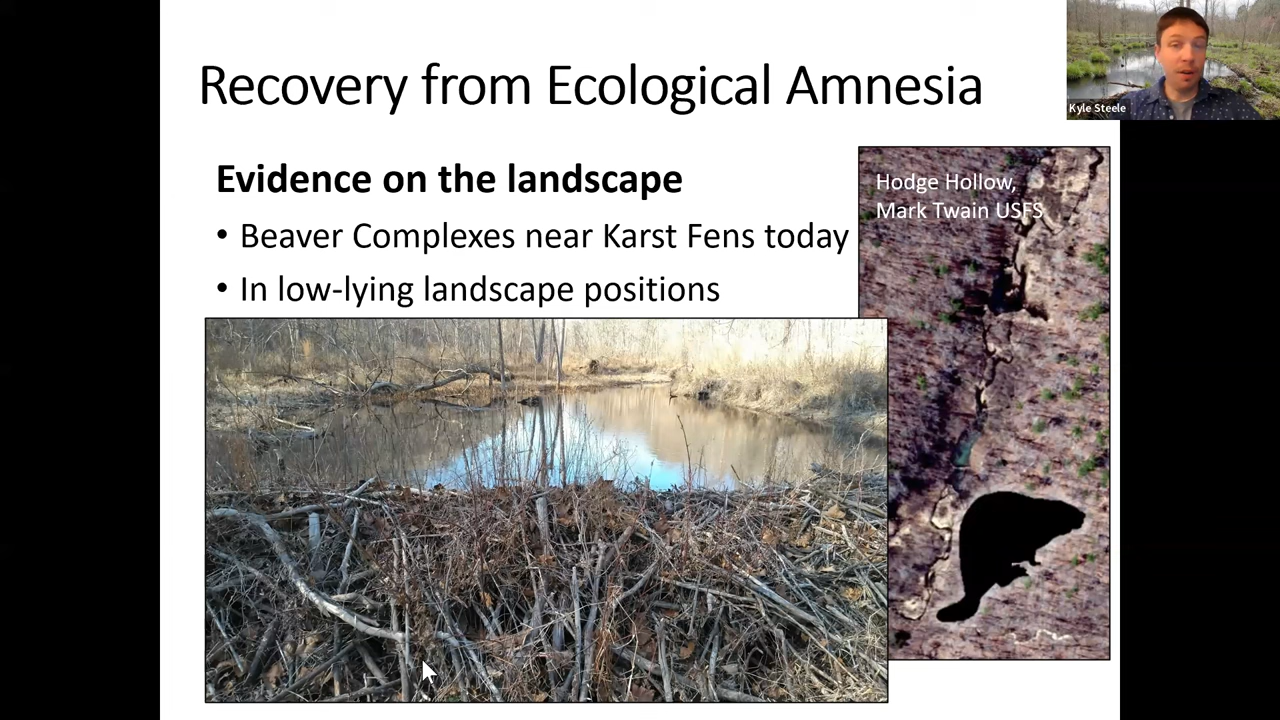 Recovery from Ecological Amnesia
Kyle Steele
Evidence on the landscape
• Beaver Complexes near Karst Fens today
• In low-lying landscape positions
Hodge Hollow,
Mark Twain USFS